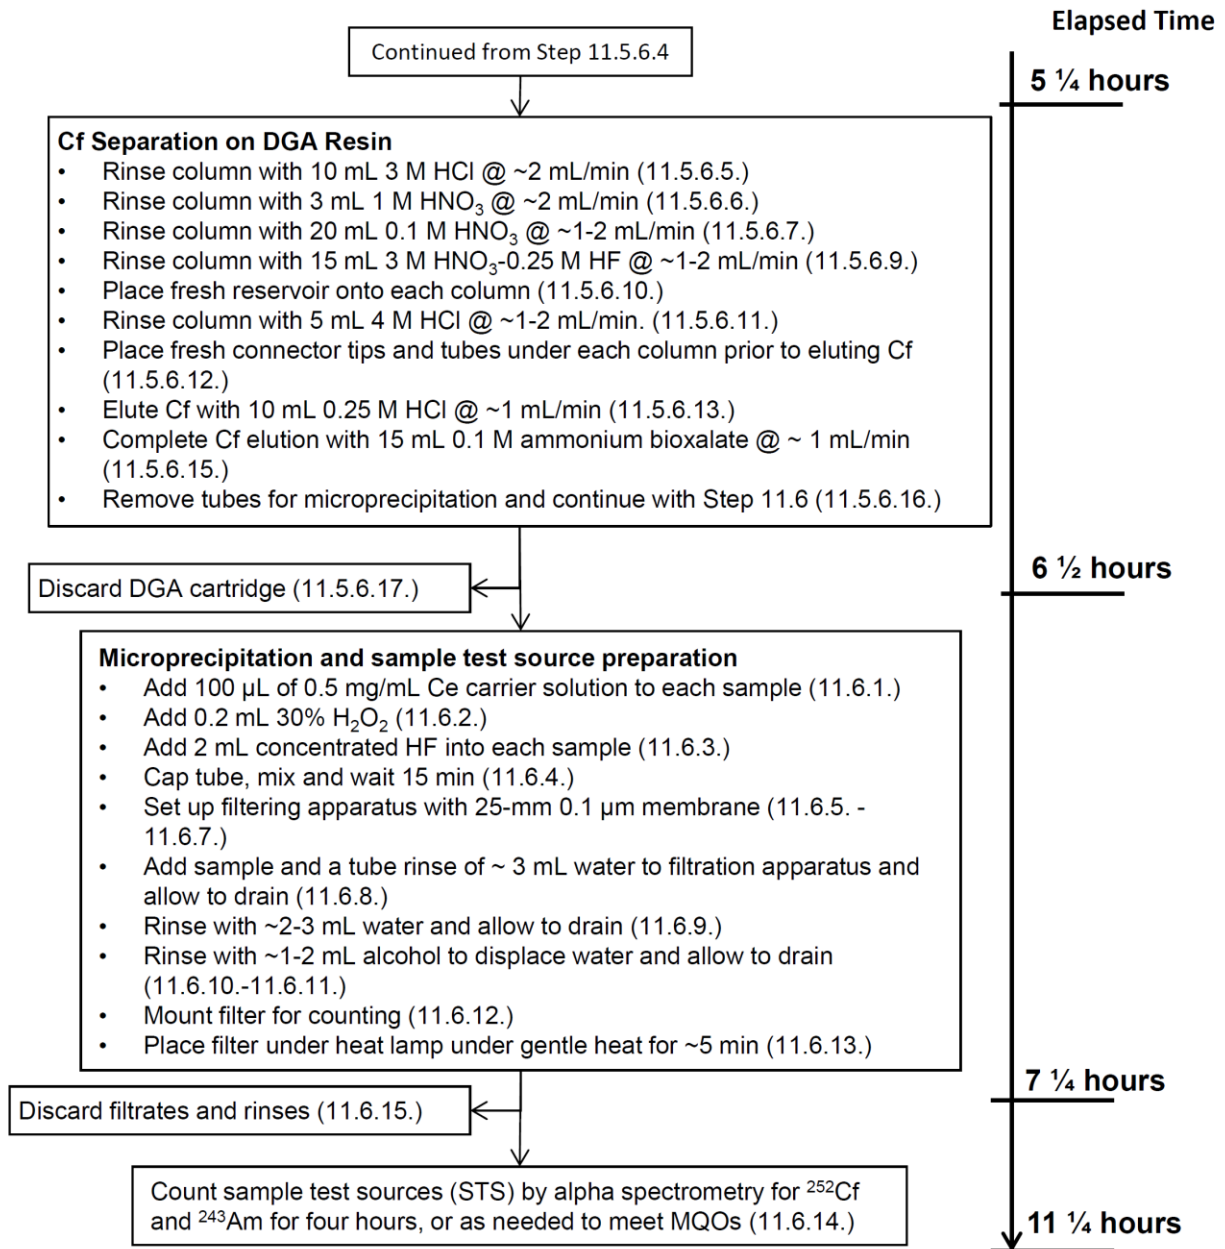 Elapsed Time
Continued from Step 11.5.6.4
5 ¼ hours
Cf Separation on DGA Resin
• Rinse column with 10 mL 3 M HCl @ ~2 mL/min (11.5.6.5.)
• Rinse column with 3 mL 1 M HNO₃ @ ~2 mL/min (11.5.6.6.)
• Rinse column with 20 mL 0.1 M HNO₃ @ ~1-2 mL/min (11.5.6.7.)
• Rinse column with 15 mL 3 M HNO₃-0.25 M HF @ ~1-2 mL/min (11.5.6.9.)
• Place fresh reservoir onto each column (11.5.6.10.)
• Rinse column with 5 mL 4 M HCl @ ~1-2 mL/min. (11.5.6.11.)
• Place fresh connector tips and tubes under each column prior to eluting Cf
(11.5.6.12.)
• Elute Cf with 10 mL 0.25 M HCl @ ~1 mL/min (11.5.6.13.)
• Complete Cf elution with 15 mL 0.1 M ammonium bioxalate @ ~ 1 mL/min
(11.5.6.15.)
• Remove tubes for microprecipitation and continue with Step 11.6 (11.5.6.16.)
6 ½ hours
Discard DGA cartridge (11.5.6.17.)
Microprecipitation and sample test source preparation
• Add 100 µL of 0.5 mg/mL Ce carrier solution to each sample (11.6.1.)
• Add 0.2 mL 30% H₂O₂ (11.6.2.)
• Add 2 mL concentrated HF into each sample (11.6.3.)
• Cap tube, mix and wait 15 min (11.6.4.)
• Set up filtering apparatus with 25-mm 0.1 µm membrane (11.6.5. -
11.6.7.)
• Add sample and a tube rinse of ~ 3 mL water to filtration apparatus and
allow to drain (11.6.8.)
• Rinse with ~2-3 mL water and allow to drain (11.6.9.)
• Rinse with ~1-2 mL alcohol to displace water and allow to drain
(11.6.10.-11.6.11.)
• Mount filter for counting (11.6.12.)
• Place filter under heat lamp under gentle heat for ~5 min (11.6.13.)
7 ¼ hours
Discard filtrates and rinses (11.6.15.)
Count sample test sources (STS) by alpha spectrometry for ²⁵²Cf
and ²⁴³Am for four hours, or as needed to meet MQOs (11.6.14.)
11 ¼ hours